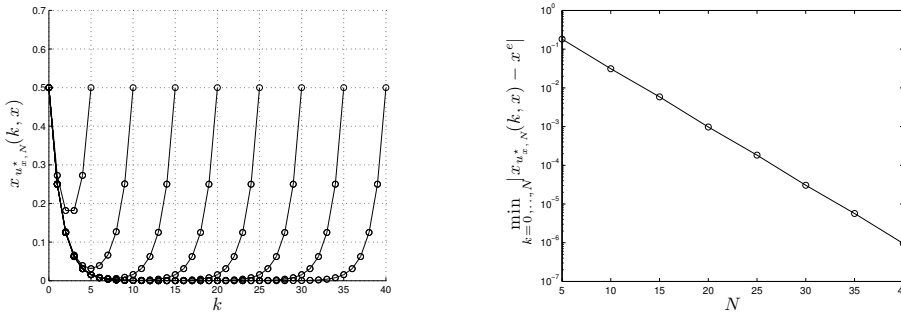 0.7
0.6
0.5
0.4
0.3
0.2
0.1
0
0 5 10 15 20 25 30 35 40
k
x_{u^⋆_{x,N}}(k, x)
10^0
10^{-1}
10^{-2}
10^{-3}
10^{-4}
10^{-5}
10^{-6}
10^{-7}
5 10 15 20 25 30 35 40
N
min_{k=0,...,N} |x_{u^⋆_{x,N}}(k, x) − x^e|